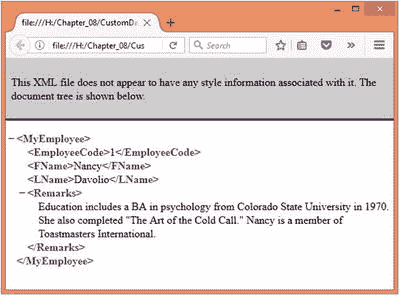 file:///H:/Chapter_08/CustomDa
file:///H:/Chapter_08/Cus
Search
This XML file does not appear to have any style information associated with it. The
document tree is shown below.
−<MyEmployee>
<EmployeeCode>1</EmployeeCode>
<FName>Nancy</FName>
<LName>Davolio</LName>
−<Remarks>
Education includes a BA in psychology from Colorado State University in 1970.
She also completed "The Art of the Cold Call." Nancy is a member of
Toastmasters International.
</Remarks>
</MyEmployee>